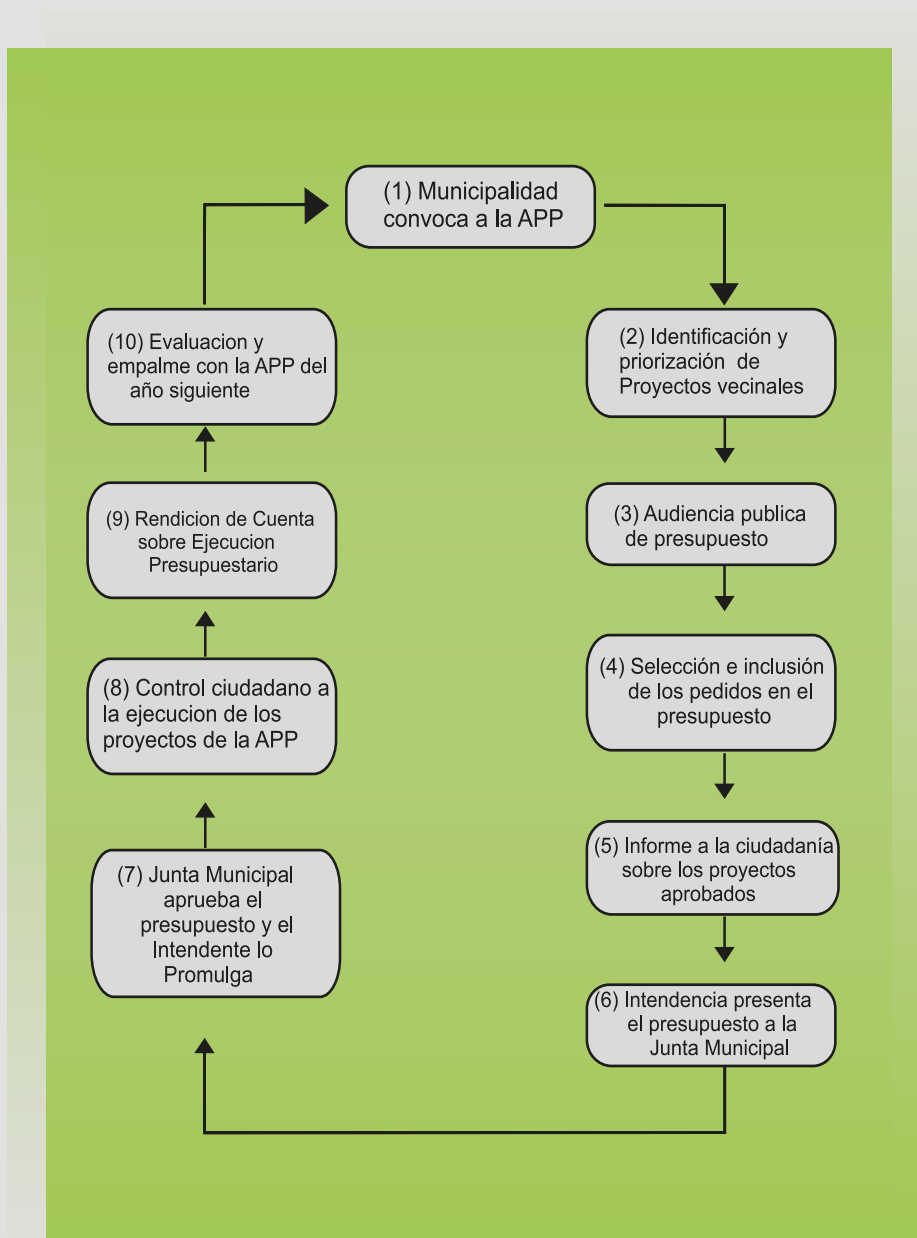 (1) Municipalidad
convoca a la APP
(2) Identificación y
priorización de
Proyectos vecinales
(3) Audiencia publica
de presupuesto
(4) Selección e inclusión
de los pedidos en el
presupuesto
(5) Informe a la ciudadanía
sobre los proyectos
aprobados
(6) Intendencia presenta
el presupuesto a la
Junta Municipal
(7) Junta Municipal
aprueba el
presupuesto y el
Intendente lo
Promulga
(8) Control ciudadano a
la ejecucion de los
proyectos de la APP
(9) Rendicion de Cuenta
sobre Ejecucion
Presupuestario
(10) Evaluacion y
empalme con la APP del
año siguiente